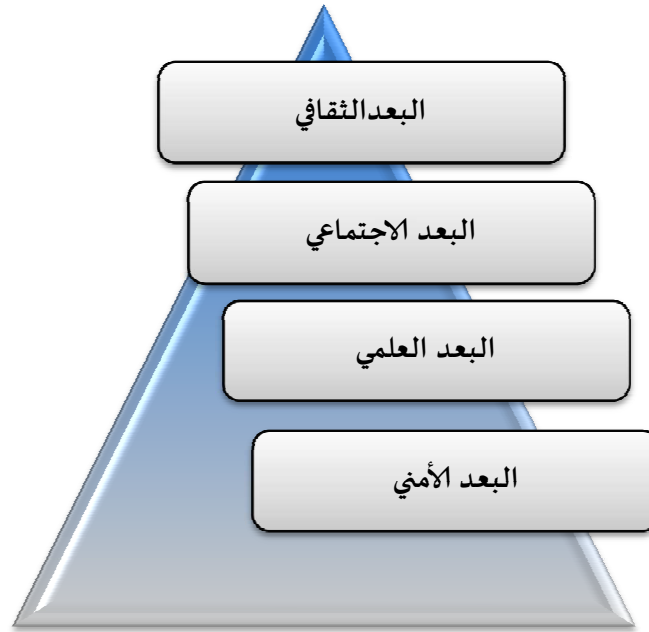 البعدالثقافي
البعد الاجتماعي
البعد العلمي
البعد الأمني